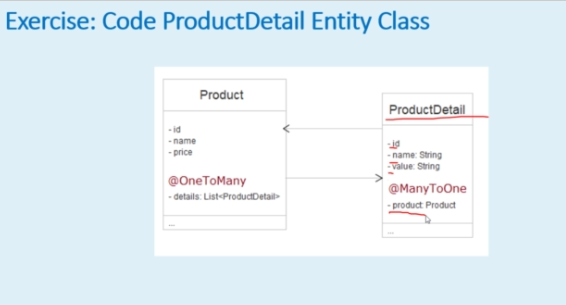 Exercise: Code ProductDetail Entity Class
Product
- id
- name
- price
@OneToMany
- details: List<ProductDetail>
...
ProductDetail
- id
- name: String
- value: String
@ManyToOne
- product: Product
...